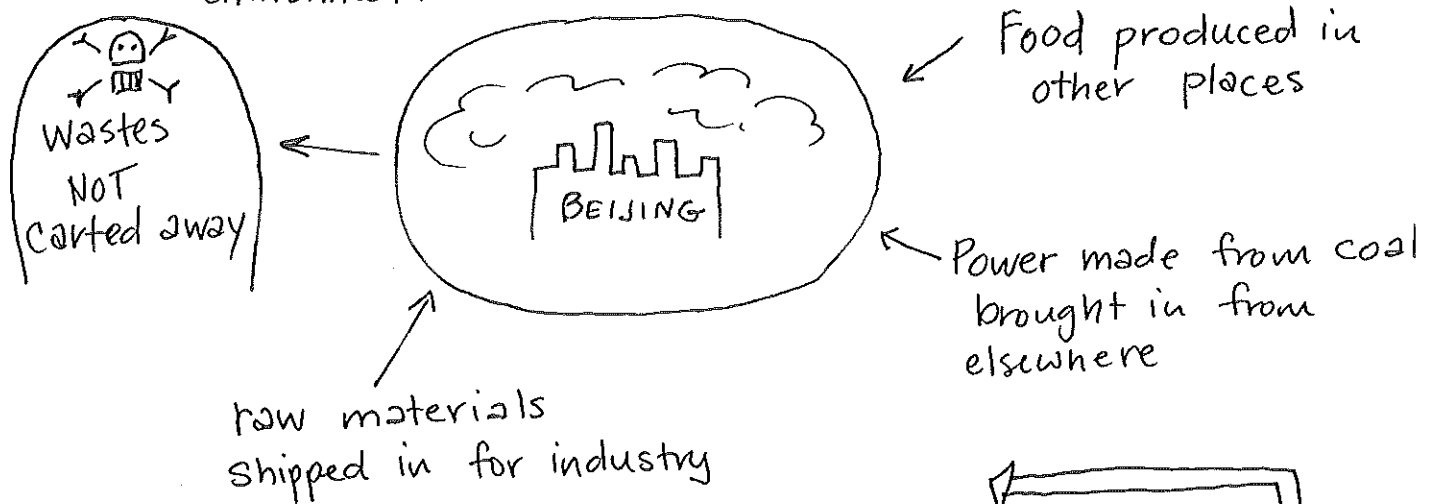 Food produced in
other places
Wastes
NOT
Carted away
BEIJING
Power made from coal
brought in from
elsewhere
raw materials
shipped in for industry